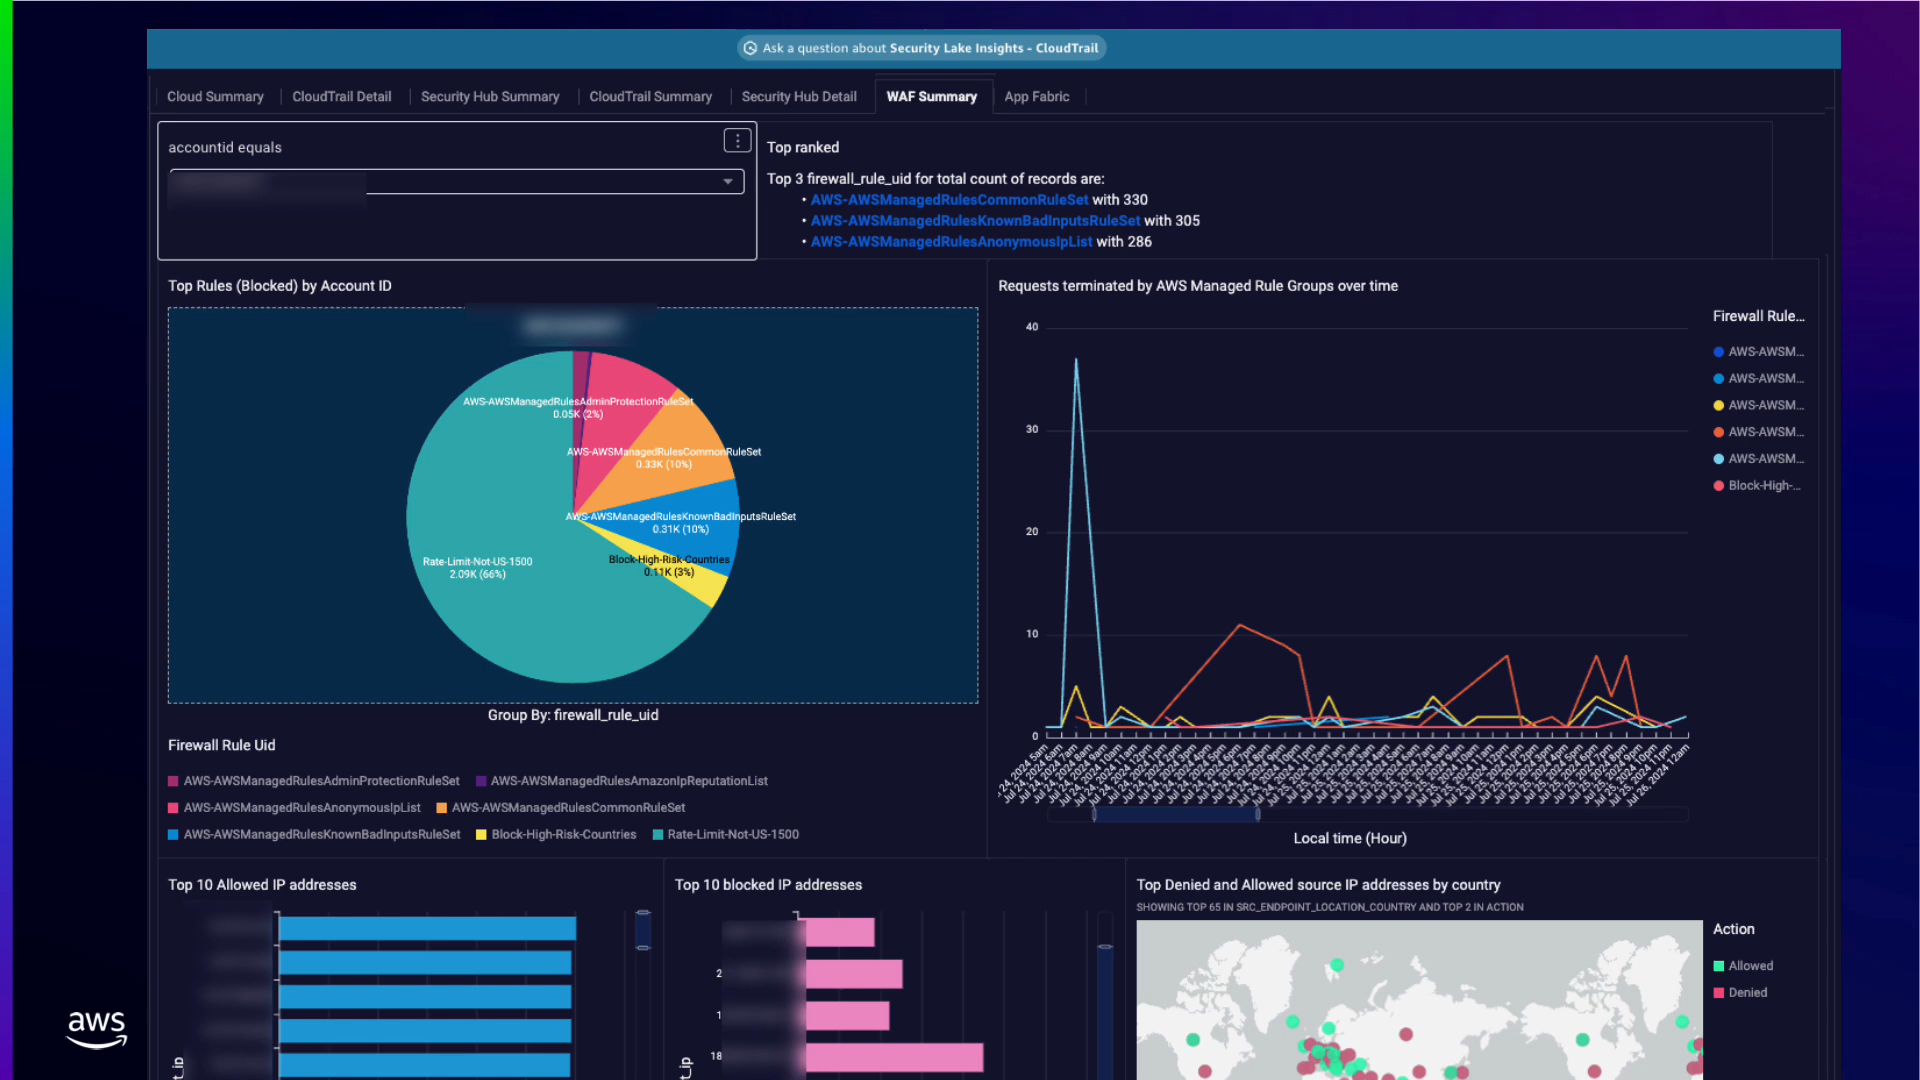 Ask a question about Security Lake Insights - CloudTrail
Cloud Summary
CloudTrail Detail
Security Hub Summary
CloudTrail Summary
Security Hub Detail
WAF Summary
App Fabric
accountid equals
Top ranked
Top 3 firewall_rule_uid for total count of records are:
• AWS-AWSManagedRulesCommonRuleSet with 330
• AWS-AWSManagedRulesKnownBadInputsRuleSet with 305
• AWS-AWSManagedRulesAnonymousIpList with 286
Top Rules (Blocked) by Account ID
AWS-AWSManagedRulesAdminProtectionRuleSet
0.05K (2%)
AWS-AWSManagedRulesCommonRuleSet
0.33K (10%)
AWS-AWSManagedRulesKnownBadInputsRuleSet
0.31K (10%)
Block-High-Risk-Countries
0.11K (3%)
Rate-Limit-Not-US-1500
2.09K (66%)
Group By: firewall_rule_uid
Firewall Rule Uid
AWS-AWSManagedRulesAdminProtectionRuleSet
AWS-AWSManagedRulesAmazonIpReputationList
AWS-AWSManagedRulesAnonymousIpList
AWS-AWSManagedRulesCommonRuleSet
AWS-AWSManagedRulesKnownBadInputsRuleSet
Block-High-Risk-Countries
Rate-Limit-Not-US-1500
Requests terminated by AWS Managed Rule Groups over time
40
30
20
10
0
Firewall Rule...
AWS-AWSM...
AWS-AWSM...
AWS-AWSM...
AWS-AWSM...
AWS-AWSM...
Block-High-...
Jul 26, 2024 12am
Local time (Hour)
Top 10 Allowed IP addresses
t_ip
Top 10 blocked IP addresses
2
1
18
t_ip
Top Denied and Allowed source IP addresses by country
SHOWING TOP 65 IN SRC_ENDPOINT_LOCATION_COUNTRY AND TOP 2 IN ACTION
Action
Allowed
Denied
aws